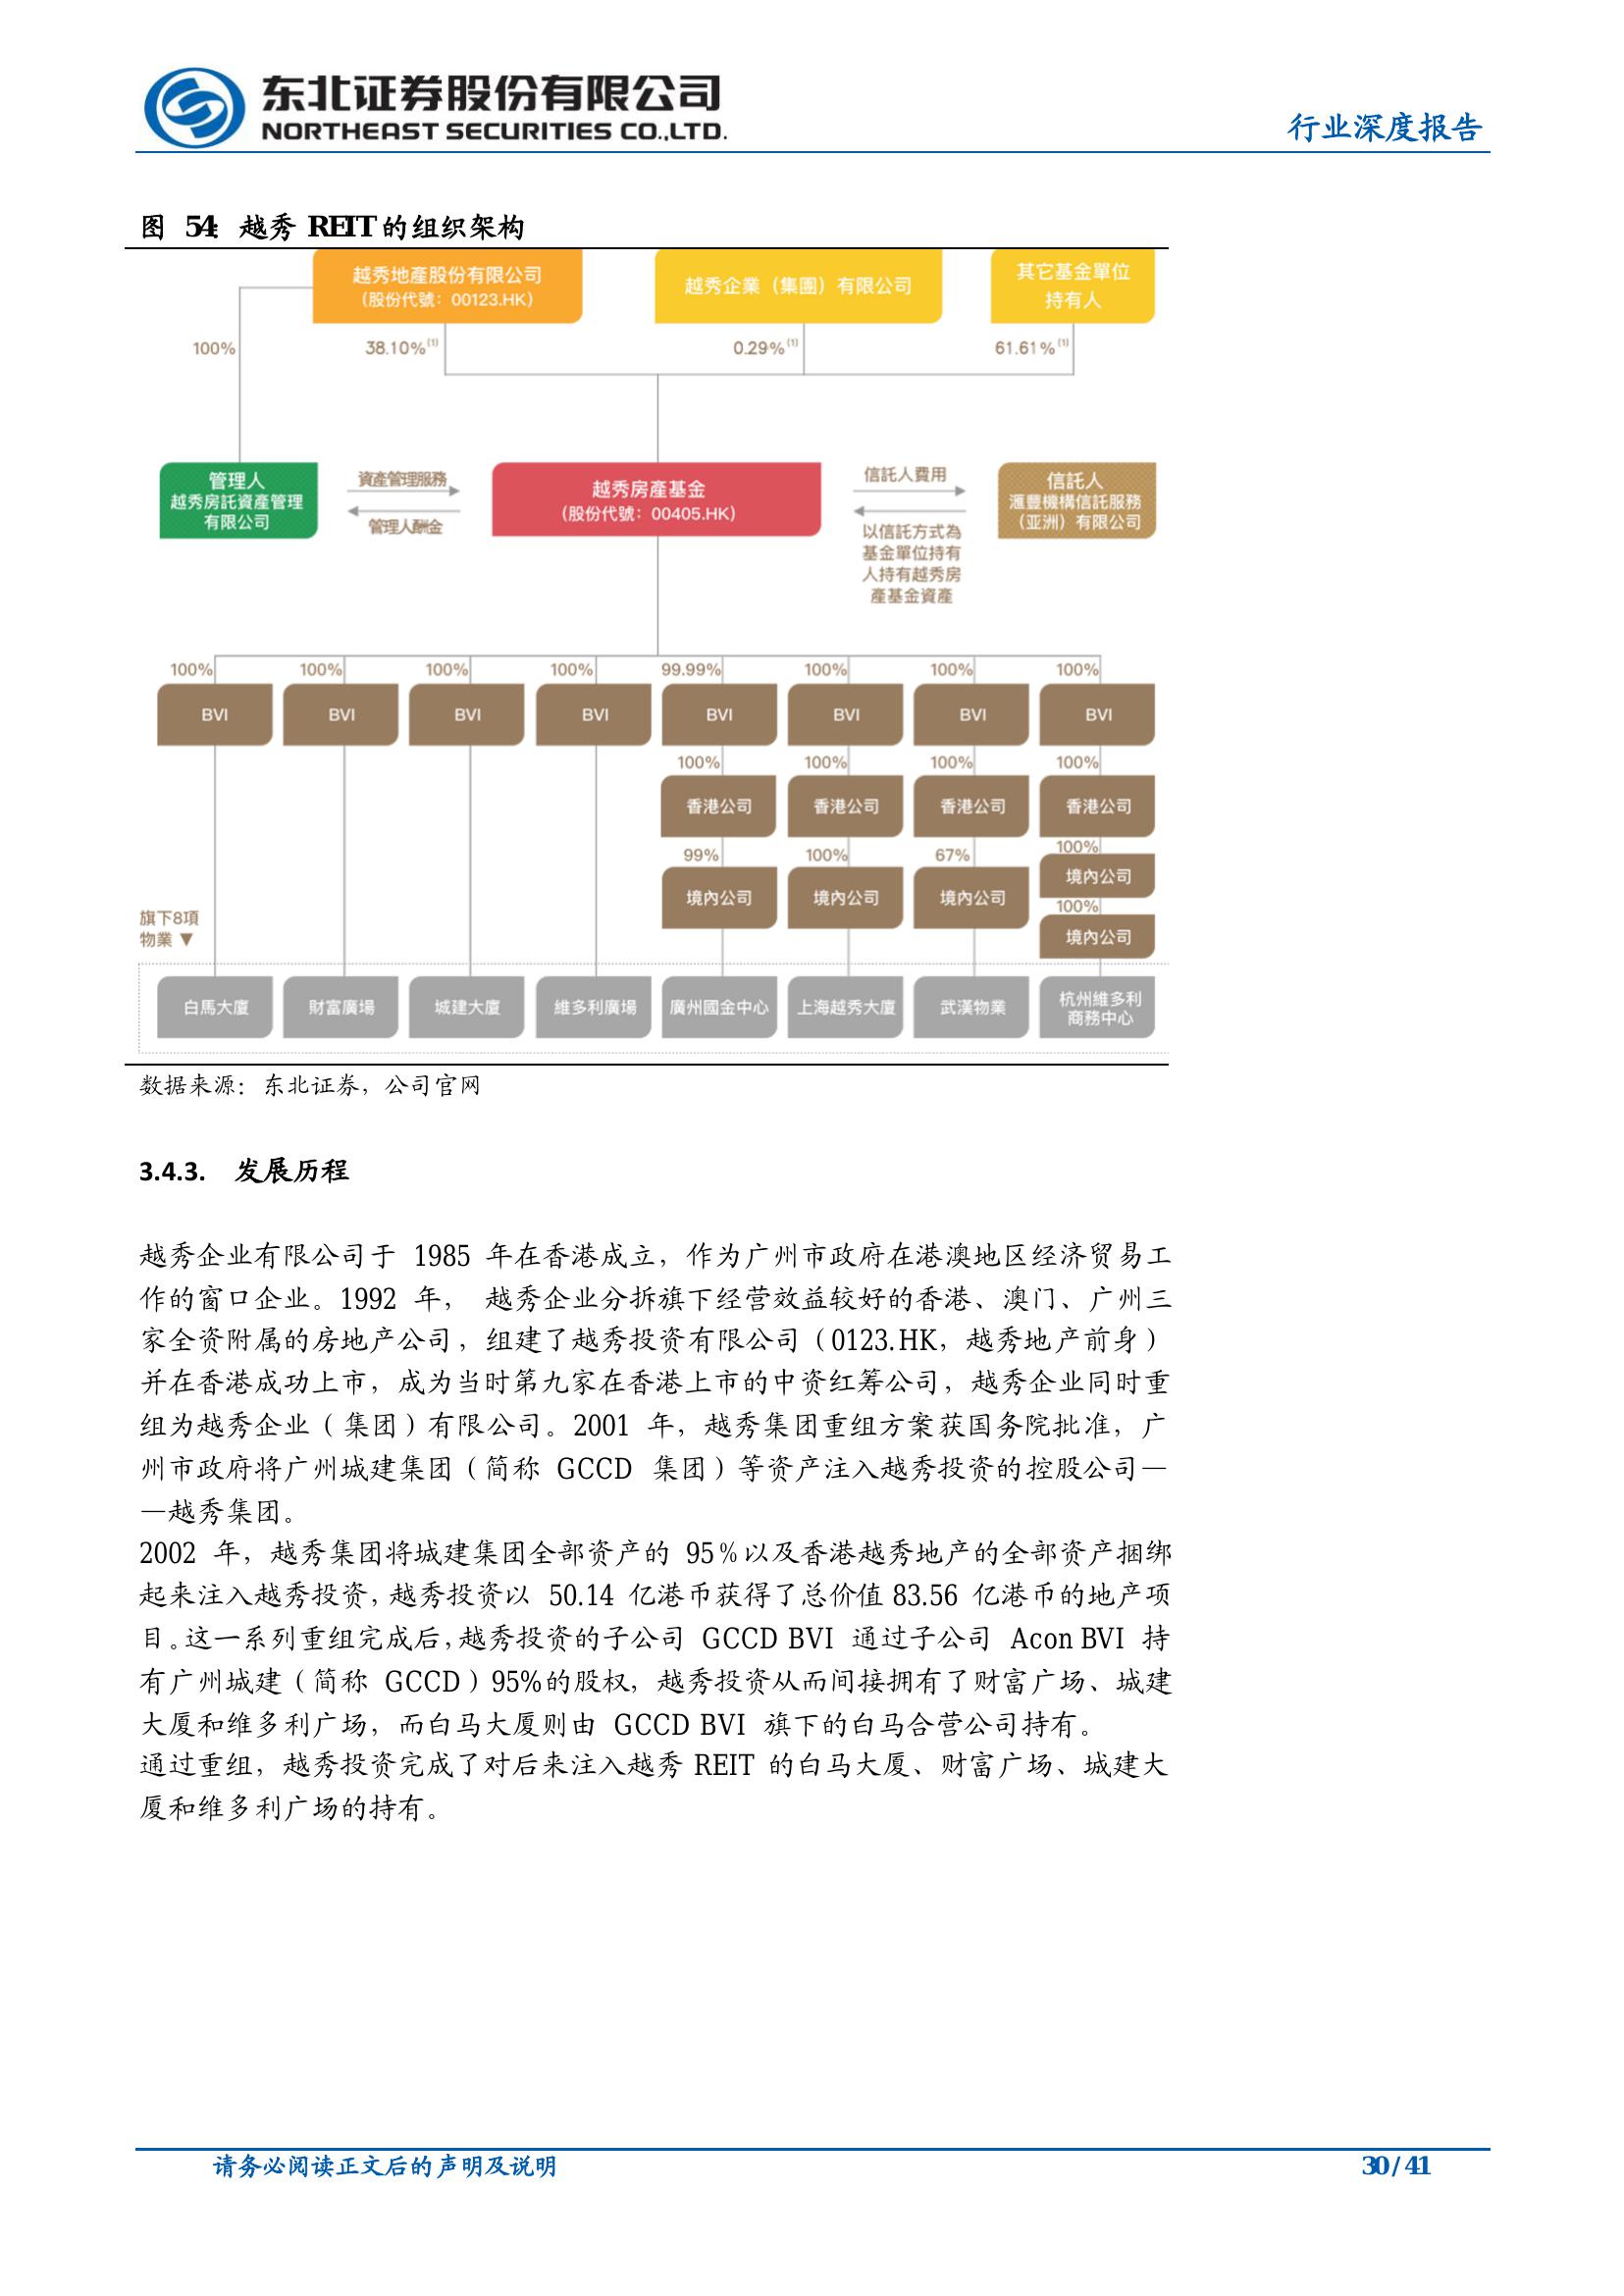 东北证券股份有限公司
NORTHEAST SECURITIES CO.,LTD.
行业深度报告
图 54: 越秀 REIT 的组织架构
越秀地產股份有限公司
(股份代號: 00123.HK)
越秀企業(集團)有限公司
其它基金單位
持有人
100%
38.10%(1)
0.29%(1)
61.61%(1)
管理人
越秀房託資產管理
有限公司
資產管理服務
管理人酬金
越秀房產基金
(股份代號: 00405.HK)
信託人費用
以信託方式為
基金單位持有
人持有越秀房
產基金資產
信託人
滙豐機構信託服務
(亚洲)有限公司
100% 100% 100% 100% 99.99% 100% 100% 100%
BVI BVI BVI BVI BVI BVI BVI BVI
100% 100% 100% 100%
香港公司 香港公司 香港公司 香港公司
99% 100% 67% 100%
境內公司 境內公司 境內公司 境內公司
100%
境內公司
旗下8項
物業 ▼
白馬大廈 財富廣場 城建大廈 維多利廣場 廣州國金中心 上海越秀大廈 武漢物業 杭州維多利
商務中心
数据来源：东北证券，公司官网
3.4.3. 发展历程
越秀企业有限公司于 1985 年在香港成立，作为广州市政府在港澳地区经济贸易工
作的窗口企业。1992 年， 越秀企业分拆旗下经营效益较好的香港、澳门、广州三
家全资附属的房地产公司，组建了越秀投资有限公司（0123.HK，越秀地产前身）
并在香港成功上市，成为当时第九家在香港上市的中资红筹公司，越秀企业同时重
组为越秀企业（集团）有限公司。2001 年，越秀集团重组方案获国务院批准，广
州市政府将广州城建集团（简称 GCCD 集团）等资产注入越秀投资的控股公司—
—越秀集团。
2002 年，越秀集团将城建集团全部资产的 95%以及香港越秀地产的全部资产捆绑
起来注入越秀投资，越秀投资以 50.14 亿港币获得了总价值 83.56 亿港币的地产项
目。这一系列重组完成后，越秀投资的子公司 GCCD BVI 通过子公司 Acon BVI 持
有广州城建（简称 GCCD）95%的股权，越秀投资从而间接拥有了财富广场、城建
大厦和维多利广场，而白马大厦则由 GCCD BVI 旗下的白马合营公司持有。
通过重组，越秀投资完成了对后来注入越秀 REIT 的白马大厦、财富广场、城建大
厦和维多利广场的持有。
请务必阅读正文后的声明及说明
30 / 41